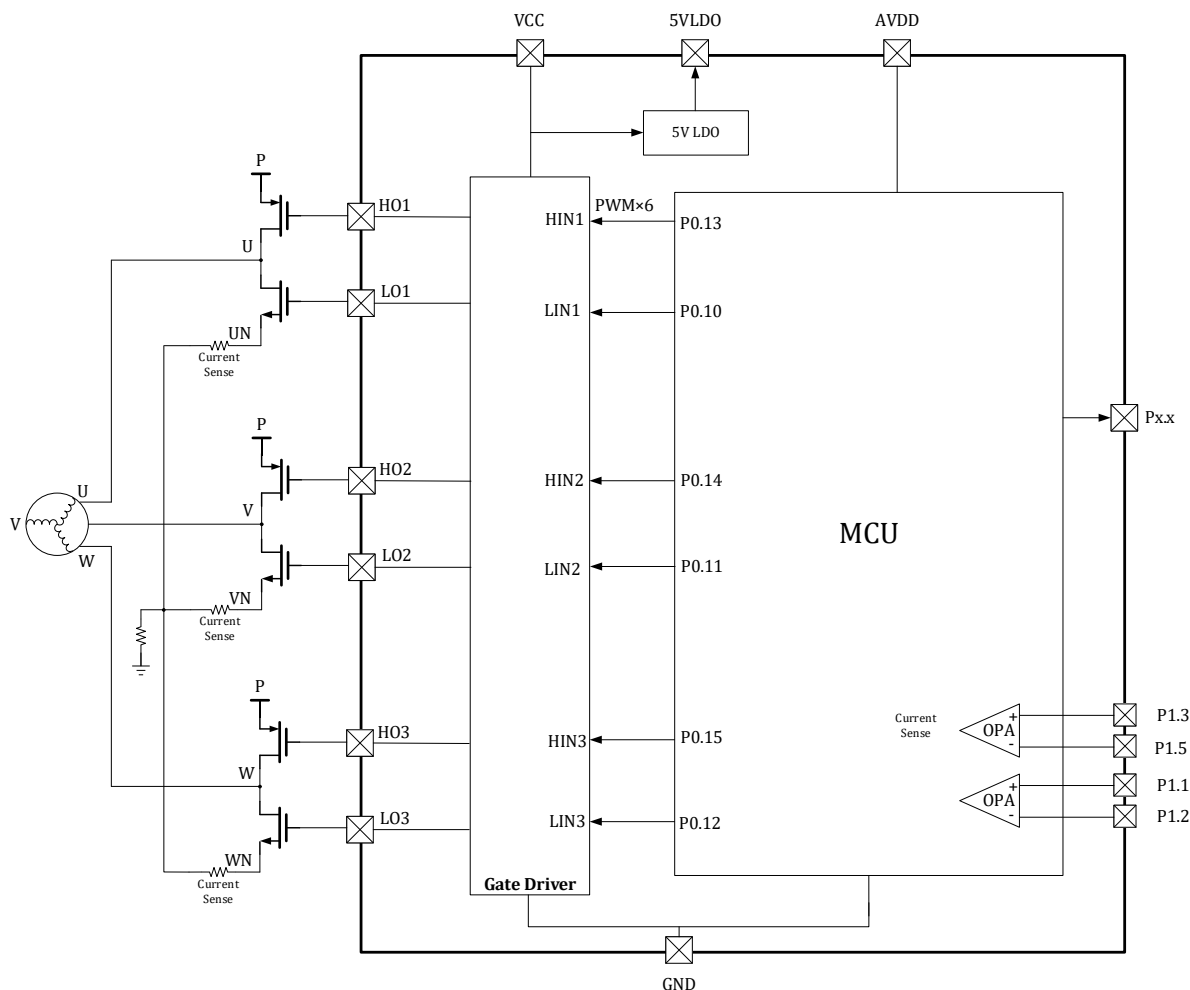 VCC
5VLDO
AVDD
5V LDO
P
HO1
HIN1
PWM×6
P0.13
U
LO1
LIN1
P0.10
UN
Current
Sense
Px.x
P
HO2
HIN2
P0.14
MCU
U
V
W
V
LO2
LIN2
P0.11
VN
Current
Sense
P
HO3
HIN3
P0.15
Current
Sense
+
OPA
-
P1.3
P1.5
W
+
OPA
-
P1.1
P1.2
LO3
LIN3
P0.12
WN
Current
Sense
Gate Driver
GND